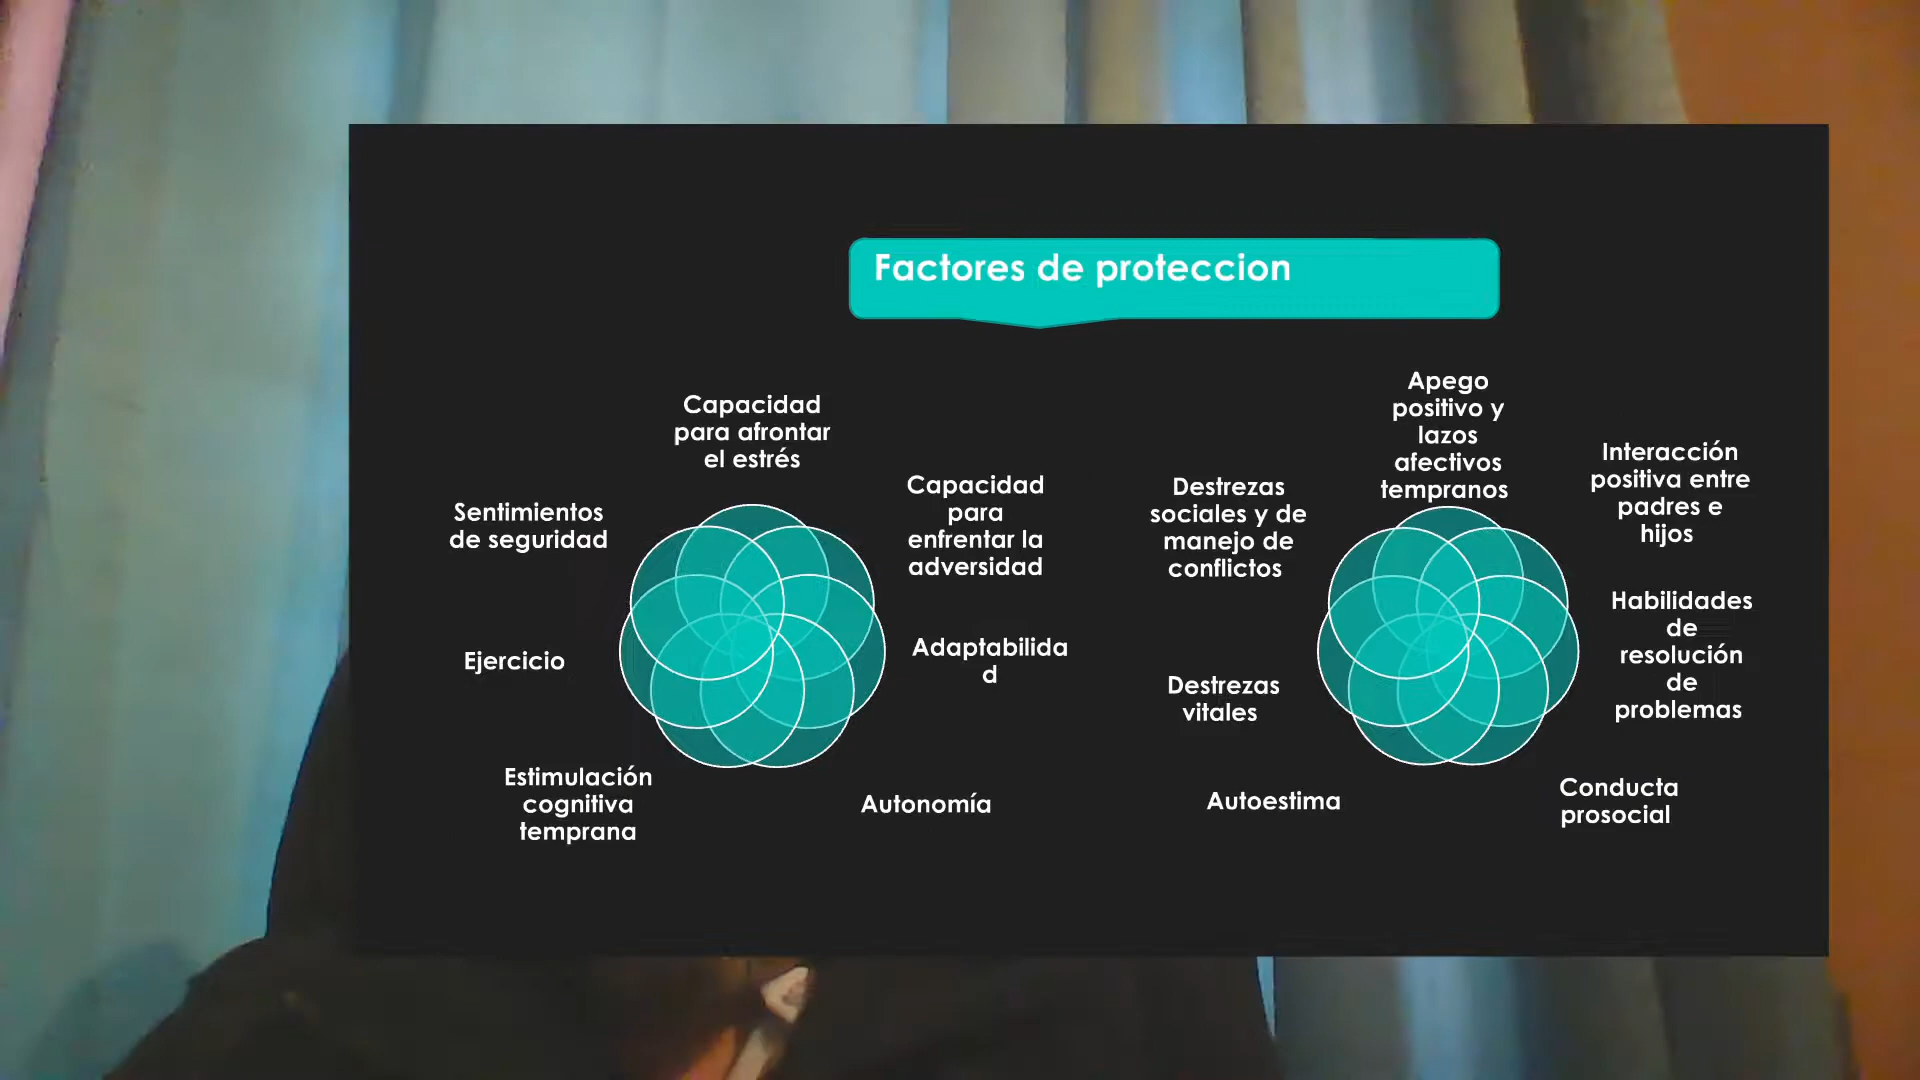 Factores de proteccion
Capacidad
para afrontar
el estrés
Capacidad
para
enfrentar la
adversidad
Adaptabilida
d
Autonomía
Estimulación
cognitiva
temprana
Ejercicio
Sentimientos
de seguridad
Apego
positivo y
lazos
afectivos
tempranos
Interacción
positiva entre
padres e
hijos
Habilidades
de
resolución
de
problemas
Conducta
prosocial
Autoestima
Destrezas
vitales
Destrezas
sociales y de
manejo de
conflictos